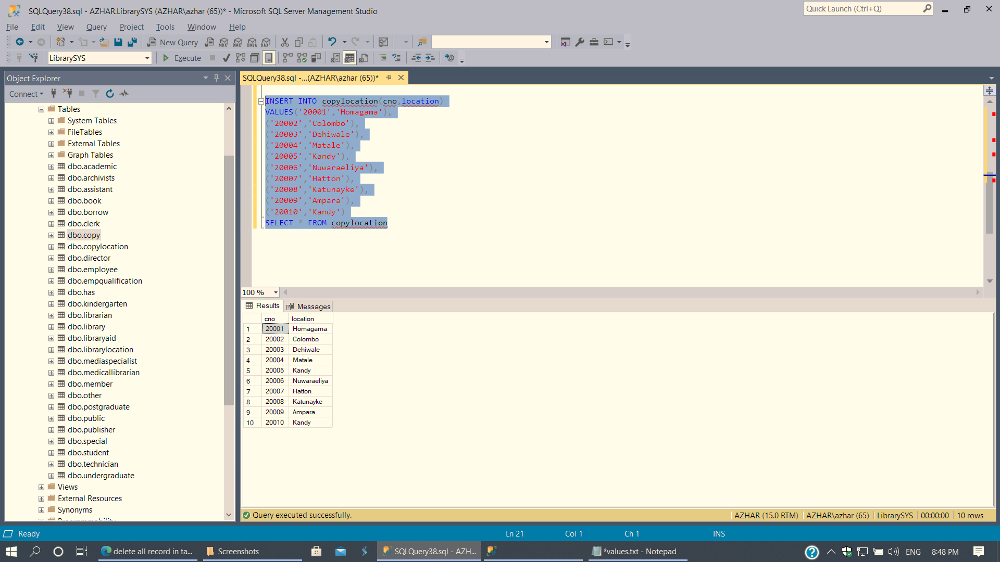 SQLQuery38.sql - AZHAR.LibrarySYS (AZHAR\azhar (65))* - Microsoft SQL Server Management Studio
Quick Launch (Ctrl+Q)
File Edit View Query Project Tools Window Help
New Query
MDX DMX XMLA DAX
LibrarySYS
Execute
Object Explorer
Connect
Tables
System Tables
FileTables
External Tables
Graph Tables
dbo.academic
dbo.archivists
dbo.assistant
dbo.book
dbo.borrow
dbo.clerk
dbo.copy
dbo.copylocation
dbo.director
dbo.employee
dbo.empqualification
dbo.has
dbo.kindergarten
dbo.librarian
dbo.library
dbo.libraryaid
dbo.librarylocation
dbo.mediaspecialist
dbo.medicallibrarian
dbo.member
dbo.other
dbo.postgraduate
dbo.public
dbo.publisher
dbo.special
dbo.student
dbo.technician
dbo.undergraduate
Views
External Resources
Synonyms
Programmability
SQLQuery38.sql -...(AZHAR\azhar (65))*
INSERT INTO copylocation(cno,location)
VALUES('20001','Homagama'),
('20002','Colombo'),
('20003','Dehiwale'),
('20004','Matale'),
('20005','Kandy'),
('20006','Nuwaraeliya'),
('20007','Hatton'),
('20008','Katunayke'),
('20009','Ampara'),
('20010','Kandy')
SELECT * FROM copylocation
100 %
Results Messages
cno location
1 20001 Homagama
2 20002 Colombo
3 20003 Dehiwale
4 20004 Matale
5 20005 Kandy
6 20006 Nuwaraeliya
7 20007 Hatton
8 20008 Katunayke
9 20009 Ampara
10 20010 Kandy
Query executed successfully.
AZHAR (15.0 RTM) AZHAR\azhar (65) LibrarySYS 00:00:00 10 rows
Ready
Ln 21 Col 1 Ch 1 INS
delete all record in ta...
Screenshots
SQLQuery38.sql - AZH...
*values.txt - Notepad
ENG
8:48 PM